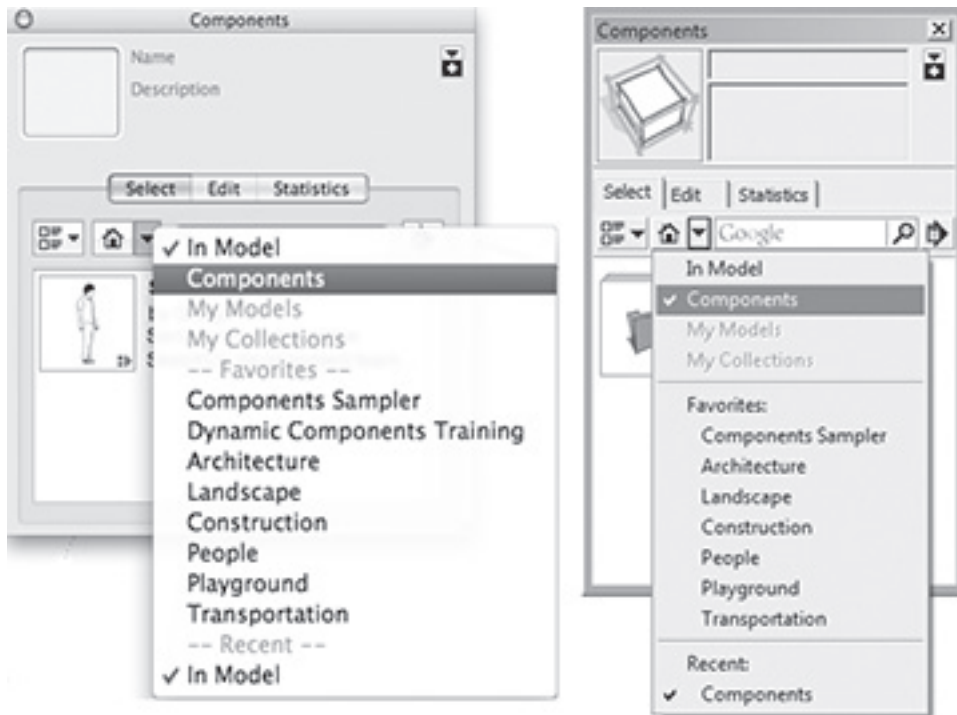 Components
Name
Description
Select Edit Statistics
In Model
Components
My Models
My Collections
-- Favorites --
Components Sampler
Dynamic Components Training
Architecture
Landscape
Construction
People
Playground
Transportation
-- Recent --
In Model
Components
Select Edit Statistics
Google
In Model
Components
My Models
My Collections
Favorites:
Components Sampler
Architecture
Landscape
Construction
People
Playground
Transportation
Recent:
Components